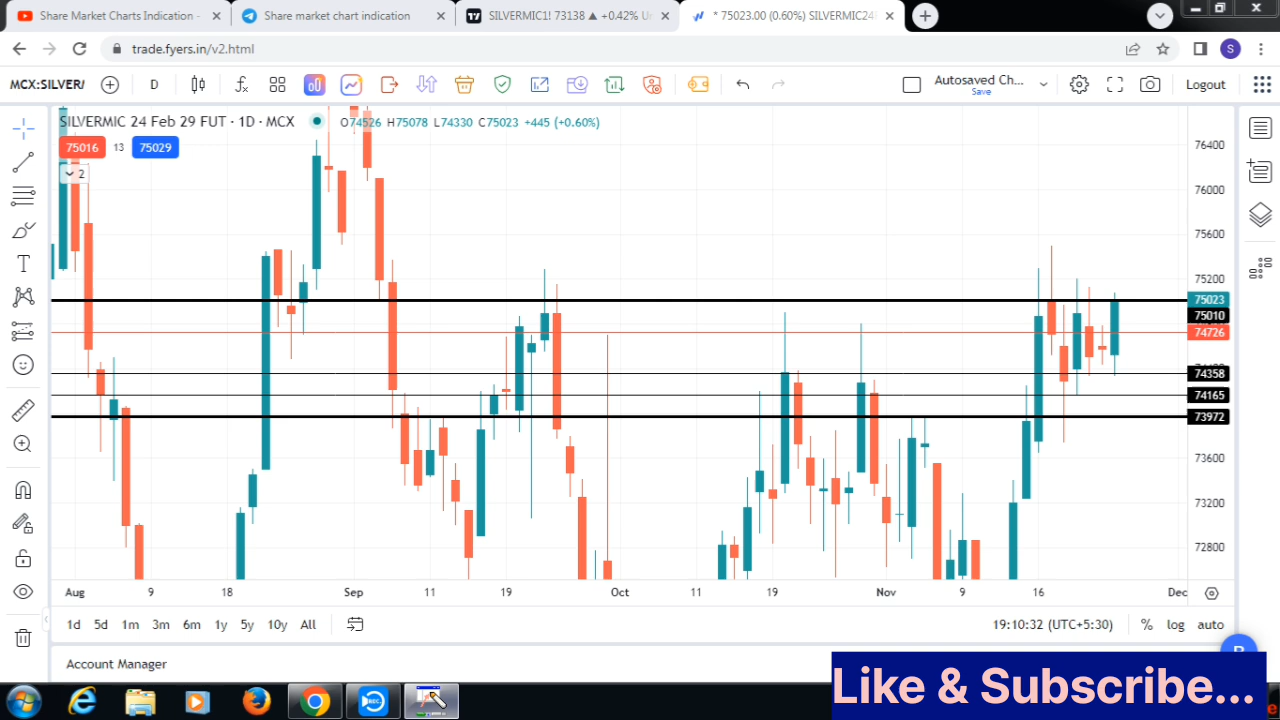 Share Market Charts Indication -
Share market chart indication
SILVERMIC1! 73138 ▲ +0.42% Un
* 75023.00 (0.60%) SILVERMIC24
trade.fyers.in/v2.html
S
MCX:SILVER/
D
Autosaved Ch...
Save
Logout
SILVERMIC 24 Feb 29 FUT · 1D · MCX
O74526 H75078 L74330 C75023 +445 (+0.60%)
75016
13
75029
2
76400
76000
75600
75200
75023
75010
74726
74358
74165
73972
73600
73200
72800
Aug
9
18
Sep
11
19
Oct
11
19
Nov
9
16
Dec
1d
5d
1m
3m
6m
1y
5y
10y
All
19:10:32 (UTC+5:30)
%
log
auto
Account Manager
REC
Like & Subscribe...